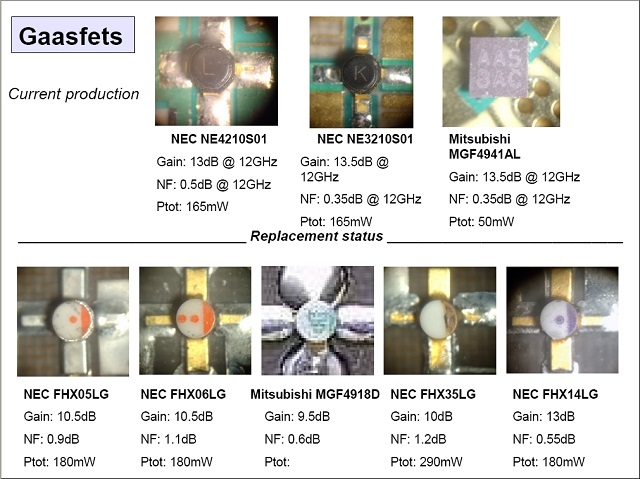 Gaasfets
Current production
L
K
AAS
NEC NE4210S01
Gain: 13dB @ 12GHz
NF: 0.5dB @ 12GHz
Ptot: 165mW
NEC NE3210S01
Gain: 13.5dB @
12GHz
NF: 0.35dB @ 12GHz
Ptot: 165mW
Mitsubishi
MGF4941AL
Gain: 13.5dB @ 12GHz
NF: 0.35dB @ 12GHz
Ptot: 50mW
Replacement status
NEC FHX05LG
Gain: 10.5dB
NF: 0.9dB
Ptot: 180mW
NEC FHX06LG
Gain: 10.5dB
NF: 1.1dB
Ptot: 180mW
Mitsubishi MGF4918D
Gain: 9.5dB
NF: 0.6dB
Ptot:
NEC FHX35LG
Gain: 10dB
NF: 1.2dB
Ptot: 290mW
NEC FHX14LG
Gain: 13dB
NF: 0.55dB
Ptot: 180mW